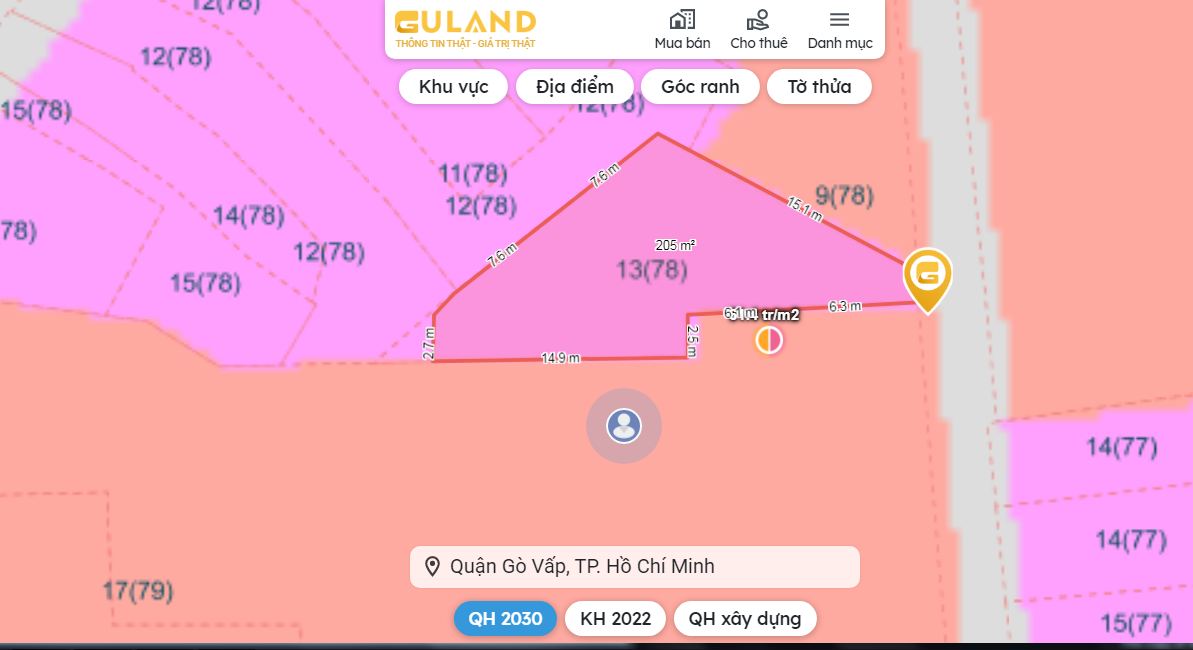 12(78)
GULAND
THÔNG TIN THẬT - GIÁ TRỊ THẬT
Mua bán
Cho thuê
Danh mục
12(78)
Khu vực
Địa điểm
Góc ranh
Tờ thửa
15(78)
12(78)
11(78)
7.6 m
9(78)
12(78)
15.1 m
14(78)
78)
12(78)
7.6 m
205 m²
13(78)
15(78)
6.3 m
tr/m2
2.7 m
2.5 m
14.9 m
14(77)
14(77)
Quận Gò Vấp, TP. Hồ Chí Minh
17(79)
QH 2030
KH 2022
QH xây dựng
15(77)